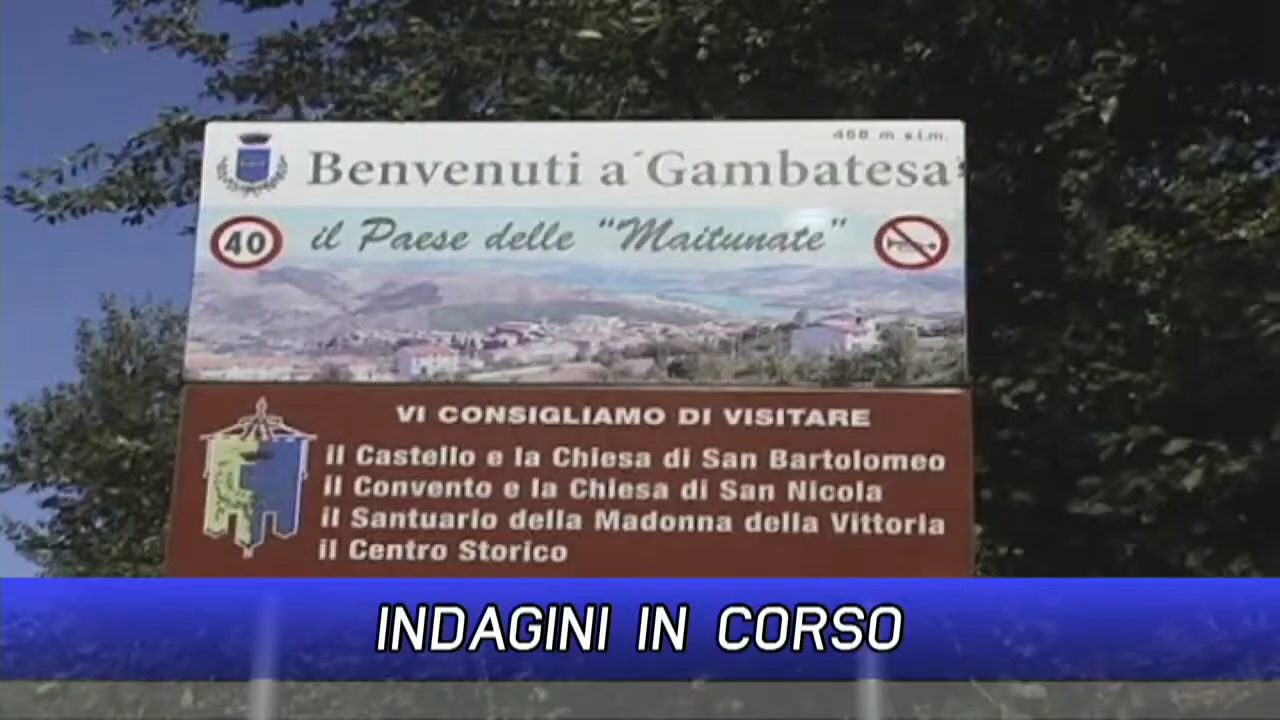 468 m s.l.m.
Benvenuti a Gambatesa
40
il Paese delle "Maitunate"
VI CONSIGLIAMO DI VISITARE
il Castello e la Chiesa di San Bartolomeo
il Convento e la Chiesa di San Nicola
il Santuario della Madonna della Vittoria
il Centro Storico
INDAGINI IN CORSO